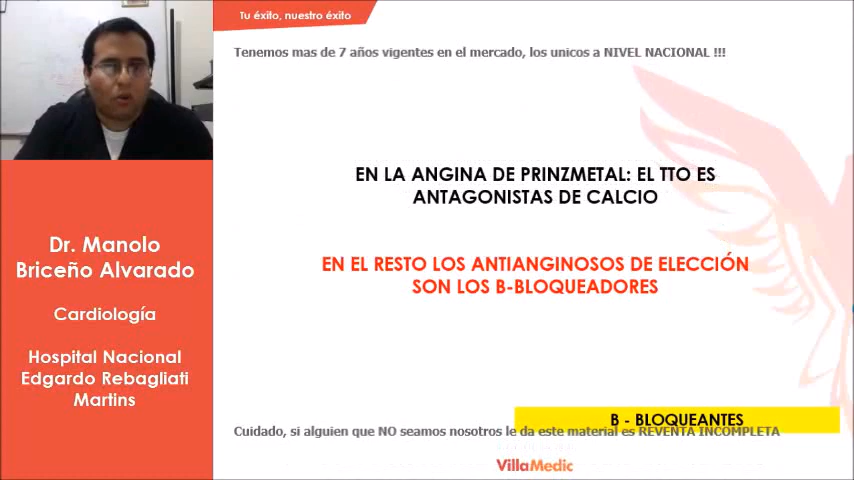 Tu éxito, nuestro éxito
Tenemos mas de 7 años vigentes en el mercado, los unicos a NIVEL NACIONAL !!!
EN LA ANGINA DE PRINZMETAL: EL TTO ES
ANTAGONISTAS DE CALCIO
EN EL RESTO LOS ANTIANGINOSOS DE ELECCIÓN
SON LOS B-BLOQUEADORES
Dr. Manolo
Briceño Alvarado
Cardiología
Hospital Nacional
Edgardo Rebagliati
Martins
B - BLOQUEANTES
Cuidado, si alguien que NO seamos nosotros le da este material es REVENTA INCOMPLETA
VillaMedic